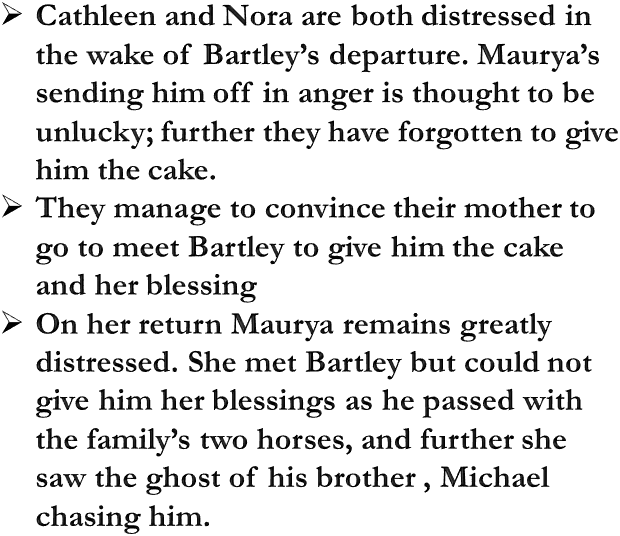 ➢ Cathleen and Nora are both distressed in
the wake of Bartley’s departure. Maurya’s
sending him off in anger is thought to be
unlucky; further they have forgotten to give
him the cake.
➢ They manage to convince their mother to
go to meet Bartley to give him the cake
and her blessing
➢ On her return Maurya remains greatly
distressed. She met Bartley but could not
give him her blessings as he passed with
the family’s two horses, and further she
saw the ghost of his brother , Michael
chasing him.